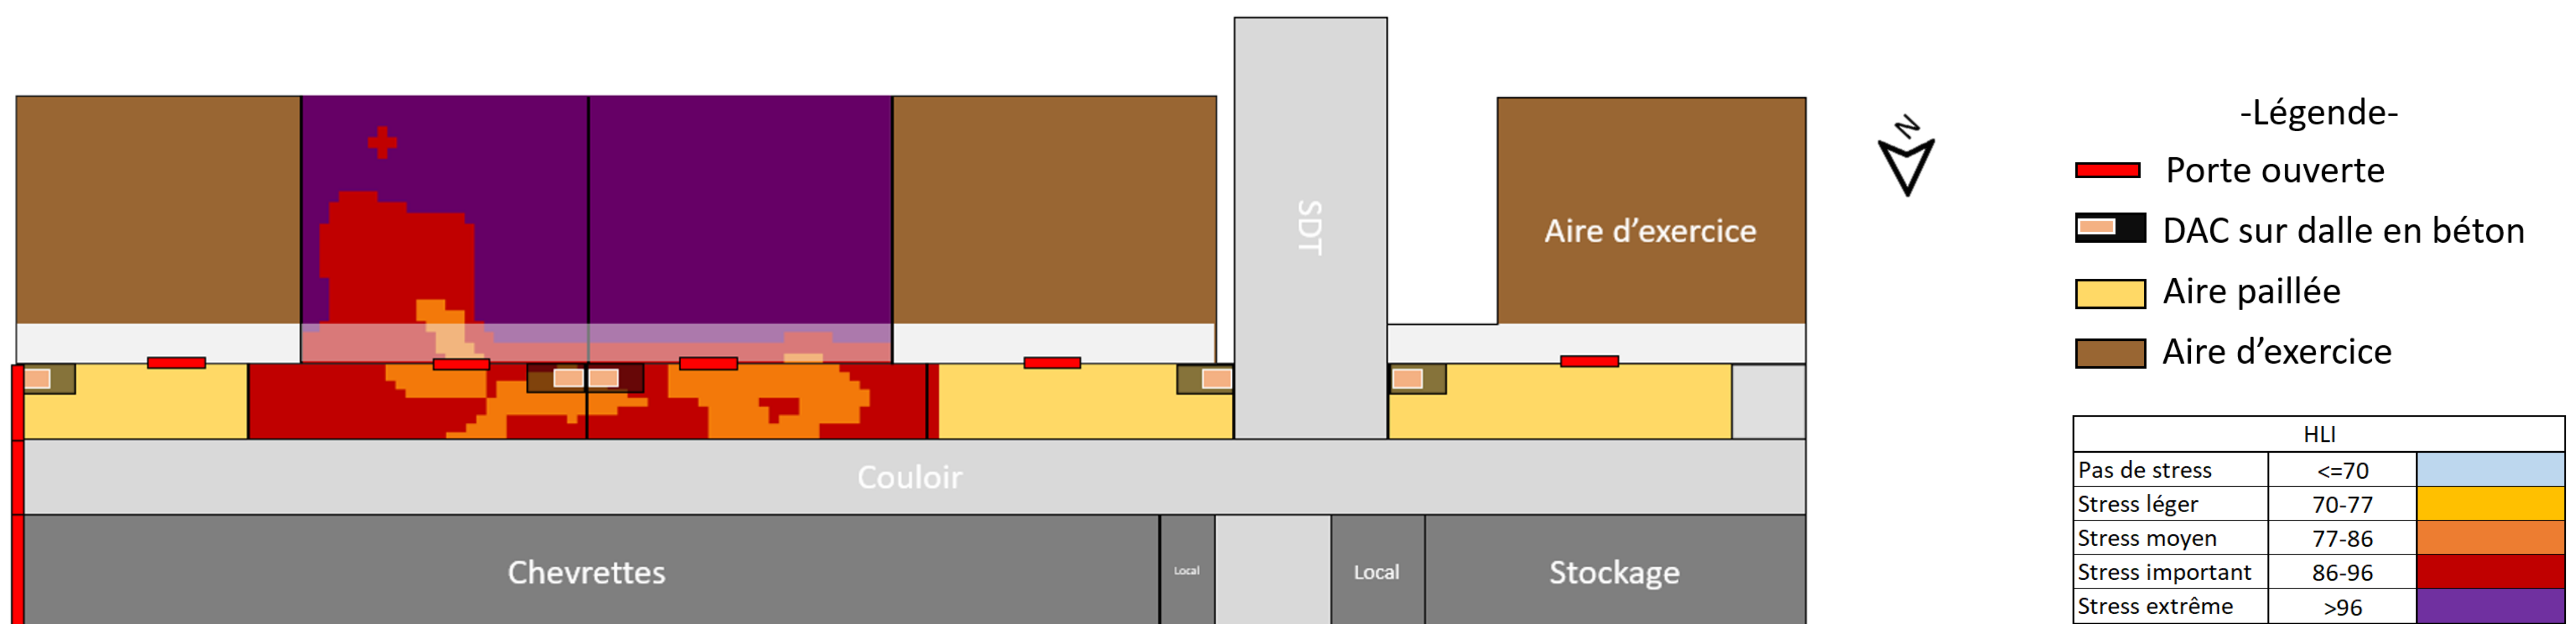 SDT
Aire d'exercice
Couloir
Chevrettes
Local
Local
Stockage
N
-Légende-
Porte ouverte
DAC sur dalle en béton
Aire paillée
Aire d'exercice
HLI
Pas de stress <=70
Stress léger 70-77
Stress moyen 77-86
Stress important 86-96
Stress extrême >96